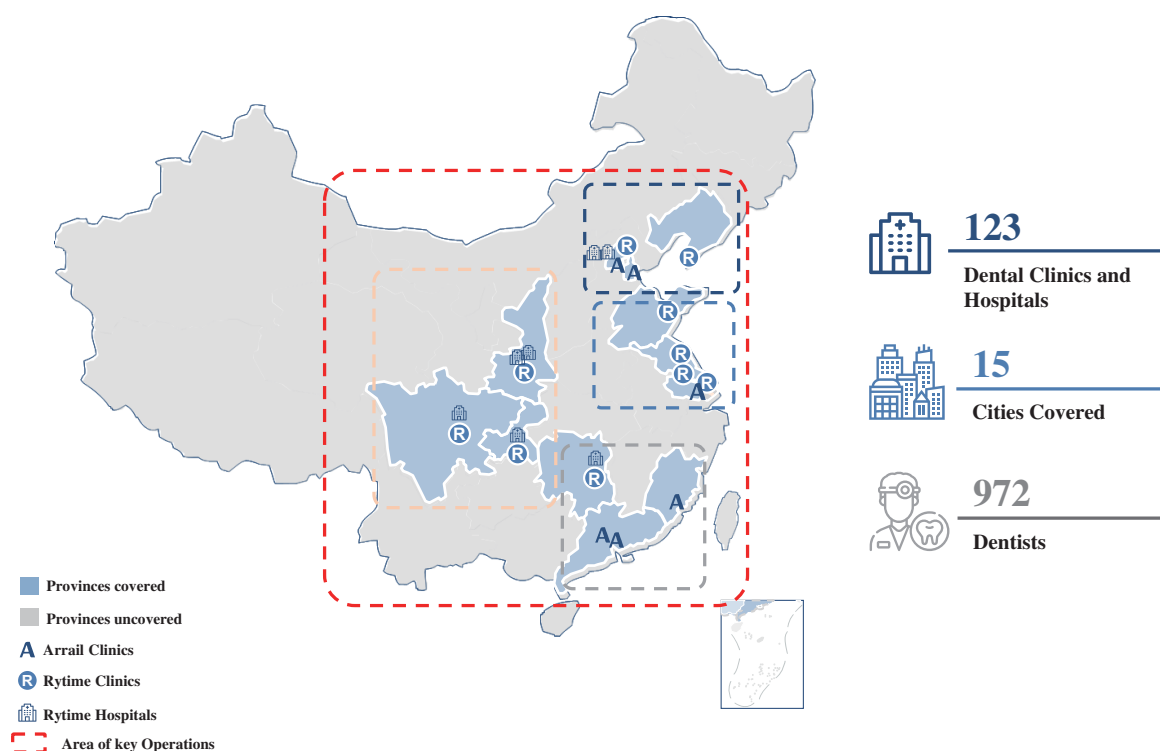 123
Dental Clinics and
Hospitals
15
Cities Covered
972
Dentists
R
R
A
A
R
R
R
R
A
R
R
R
R
A
A
A
Provinces covered
Provinces uncovered
A Arrail Clinics
R Rytime Clinics
Rytime Hospitals
Area of key Operations